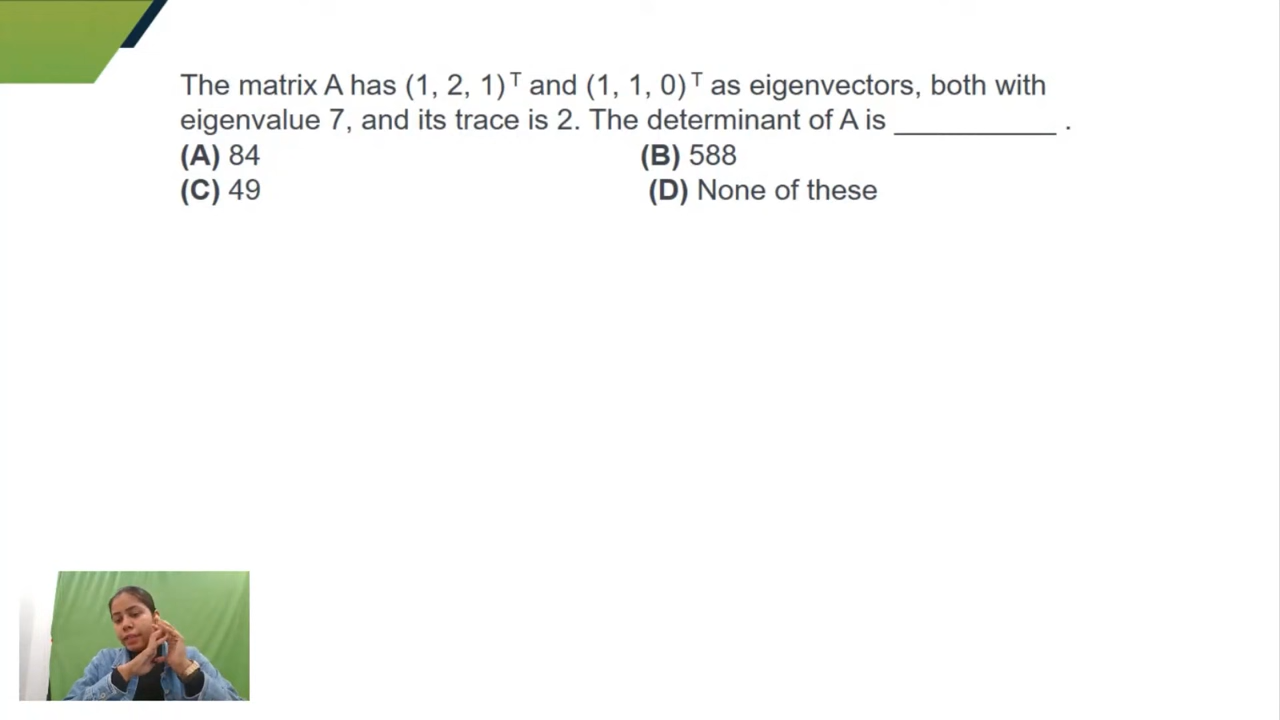 The matrix A has (1, 2, 1)ᵀ and (1, 1, 0)ᵀ as eigenvectors, both with
eigenvalue 7, and its trace is 2. The determinant of A is ___________ .
(A) 84 (B) 588
(C) 49 (D) None of these